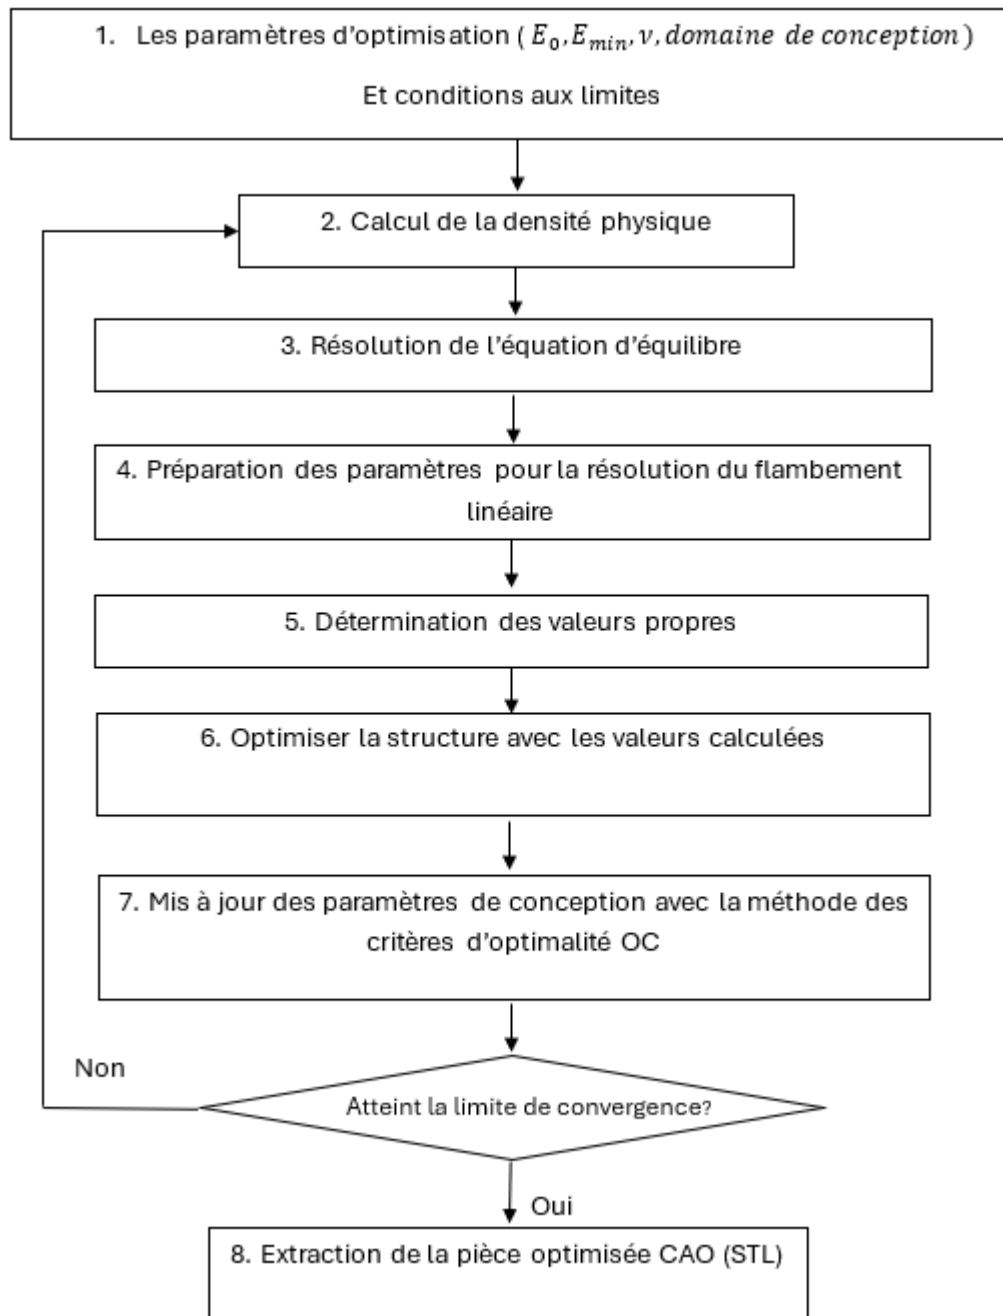 1. Les paramètres d’optimisation ( E₀, Eₘᵢₙ, ν, domaine de conception )
Et conditions aux limites
2. Calcul de la densité physique
3. Résolution de l’équation d’équilibre
4. Préparation des paramètres pour la résolution du flambement
linéaire
5. Détermination des valeurs propres
6. Optimiser la structure avec les valeurs calculées
7. Mis à jour des paramètres de conception avec la méthode des
critères d’optimalité OC
Non
Atteint la limite de convergence?
Oui
8. Extraction de la pièce optimisée CAO (STL)